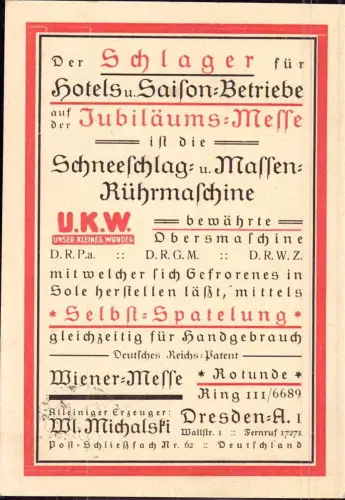 Der Schlager für
Hotels u. Saison=Betriebe
auf der Jubiläums=Messe
ist die
Schneeschlag= u. Massen=
Rührmaschine
U.K.W. bewährte
UNSER KLEINES WUNDER Obersmaschine
D.R.P.a. :: D.R.G.M. :: D.R.W.Z.
mit welcher sich Gefrorenes in
Sole herstellen läßt, mittels
* Selbst=Spatelung *
gleichzeitig für Handgebrauch
Deutsches Reichs=Patent
Wiener=Messe * Rotunde *
Ring III/6689
Alleiniger Erzeuger: Dresden=A. 1
Wl. Michalski Wallstr. 1 :: Fernruf 17271
Post=Schließfach Nr. 62 :: Deutschland